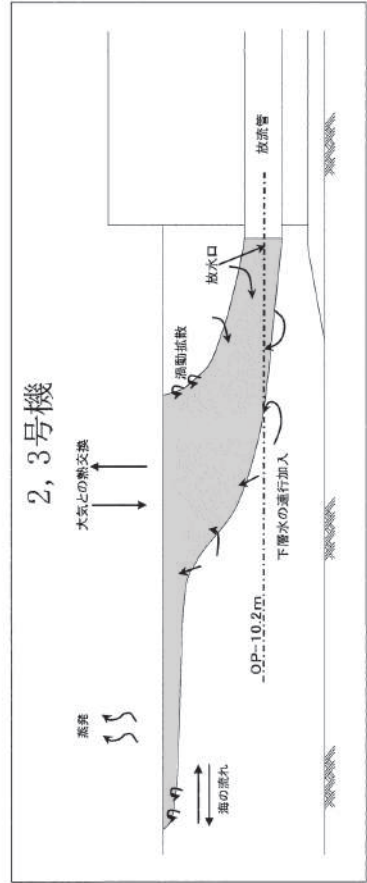 2, 3号機
蒸発
大気との熱交換
渦動拡散
放水口
放流管
海の流れ
OP-10.2m
下層水の連行加入